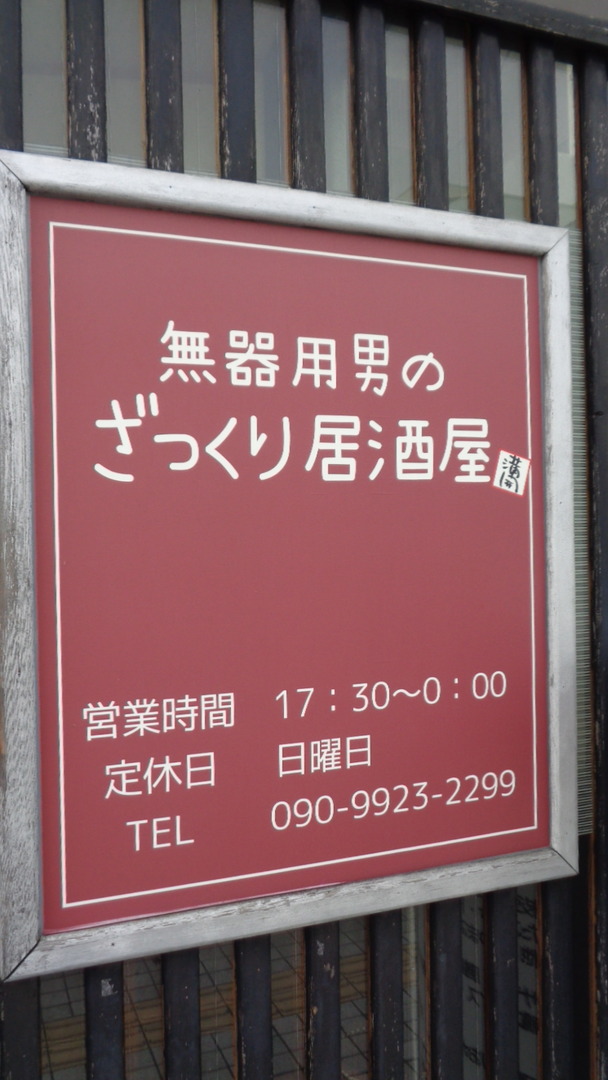 無器用男の
ざっくり居酒屋
営業時間 17:30〜0:00
定休日 日曜日
TEL 090-9923-2299